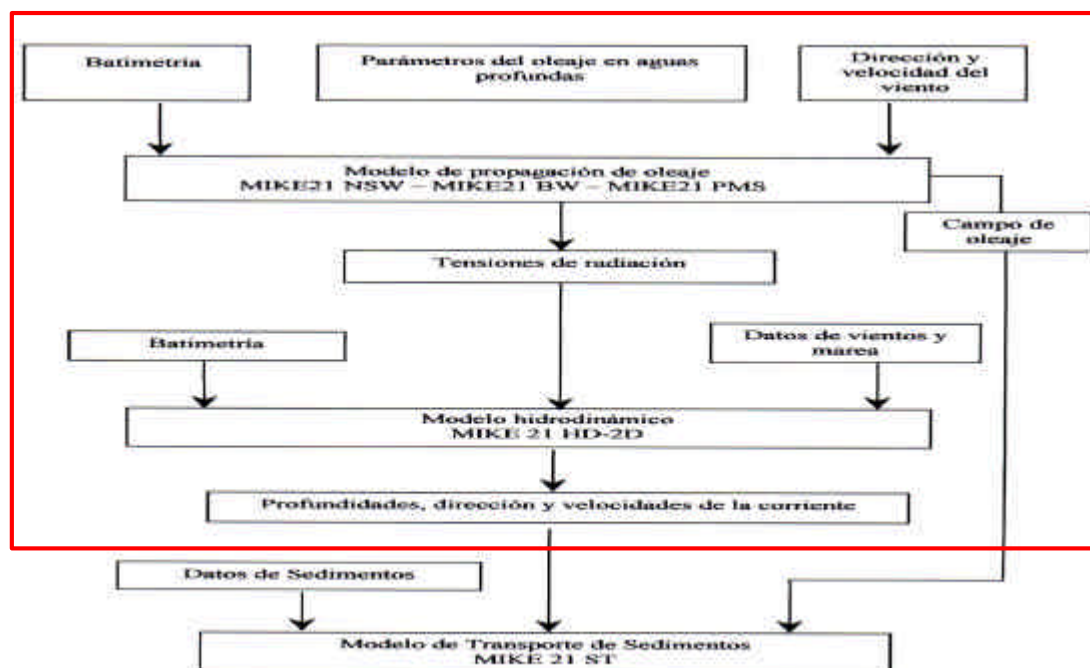 Batimetría
Parámetros del oleaje en aguas
profundas
Dirección y
velocidad del
viento
Modelo de propagación de oleaje
MIKE21 NSW – MIKE21 BW – MIKE21 PMS
Campo de
oleaje
Tensiones de radiación
Batimetría
Datos de vientos y
marea
Modelo hidrodinámico
MIKE 21 HD-2D
Profundidades, dirección y velocidades de la corriente
Datos de Sedimentos
Modelo de Transporte de Sedimentos
MIKE 21 ST